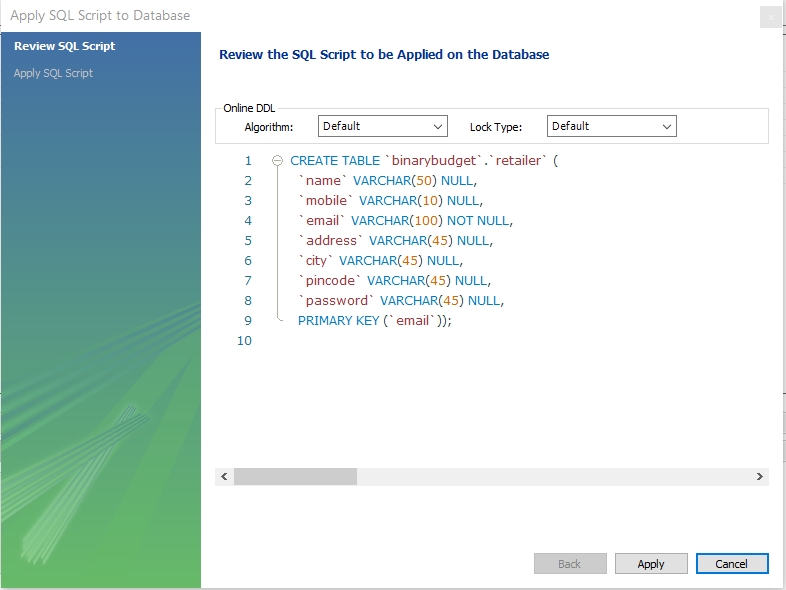 Apply SQL Script to Database
Review SQL Script
Apply SQL Script
Review the SQL Script to be Applied on the Database
Online DDL
Algorithm: Default Lock Type: Default
1 CREATE TABLE `binarybudget`.`retailer` (
2 `name` VARCHAR(50) NULL,
3 `mobile` VARCHAR(10) NULL,
4 `email` VARCHAR(100) NOT NULL,
5 `address` VARCHAR(45) NULL,
6 `city` VARCHAR(45) NULL,
7 `pincode` VARCHAR(45) NULL,
8 `password` VARCHAR(45) NULL,
9 PRIMARY KEY (`email`));
10
Back Apply Cancel